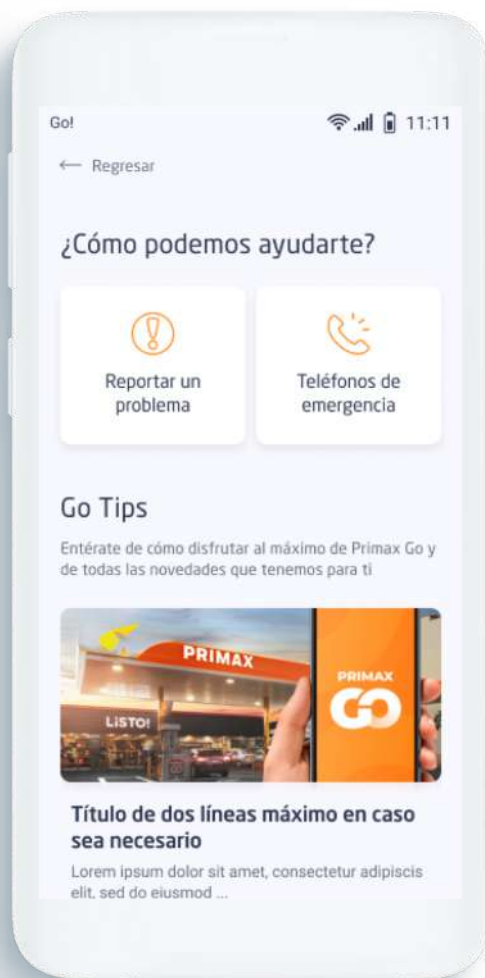 Go!
11:11
← Regresar
¿Cómo podemos ayudarte?
Reportar un
problema
Teléfonos de
emergencia
Go Tips
Entérate de cómo disfrutar al máximo de Primax Go y
de todas las novedades que tenemos para ti
PRIMAX
LISTO!
PRIMAX
GO
Título de dos líneas máximo en caso
sea necesario
Lorem ipsum dolor sit amet, consectetur adipiscis
elit, sed do eiusmod ...